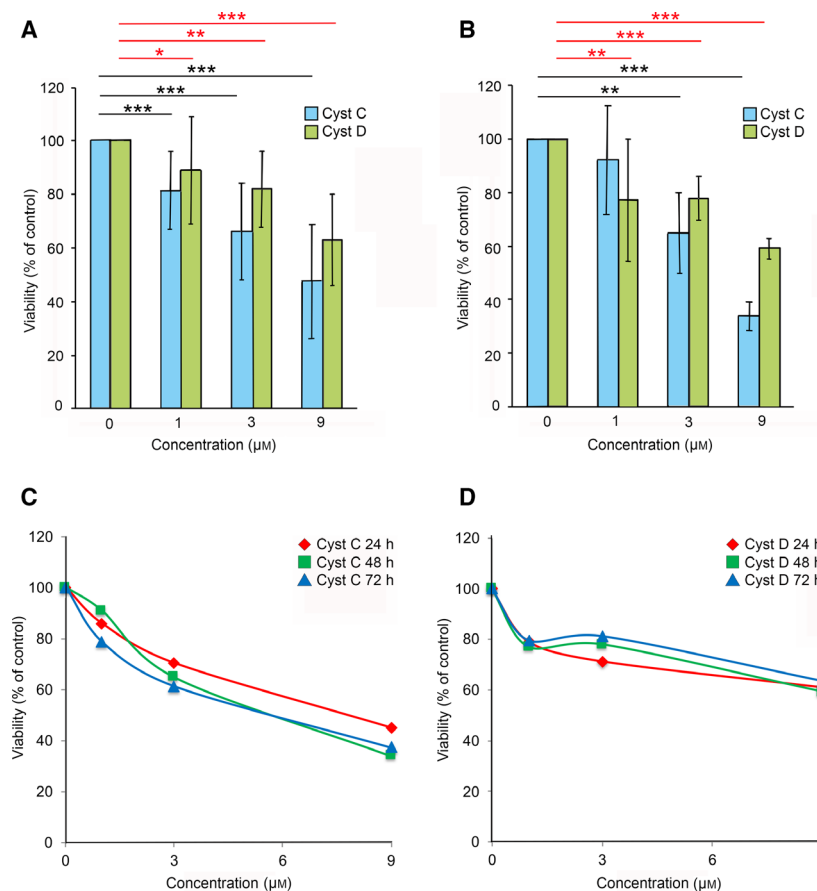 A
***
**
*
***
***
***
120
100
80
60
40
20
0
Viability (% of control)
Cyst C
Cyst D
0 1 3 9
Concentration (µM)
B
***
***
**
***
**
120
100
80
60
40
20
0
Viability (% of control)
Cyst C
Cyst D
0 1 3 9
Concentration (µM)
C
120
100
80
60
40
20
0
Viability (% of control)
Cyst C 24 h
Cyst C 48 h
Cyst C 72 h
0 3 6 9
Concentration (µM)
D
120
100
80
60
40
20
0
Viability (% of control)
Cyst D 24 h
Cyst D 48 h
Cyst D 72 h
0 3 6
Concentration (µM)